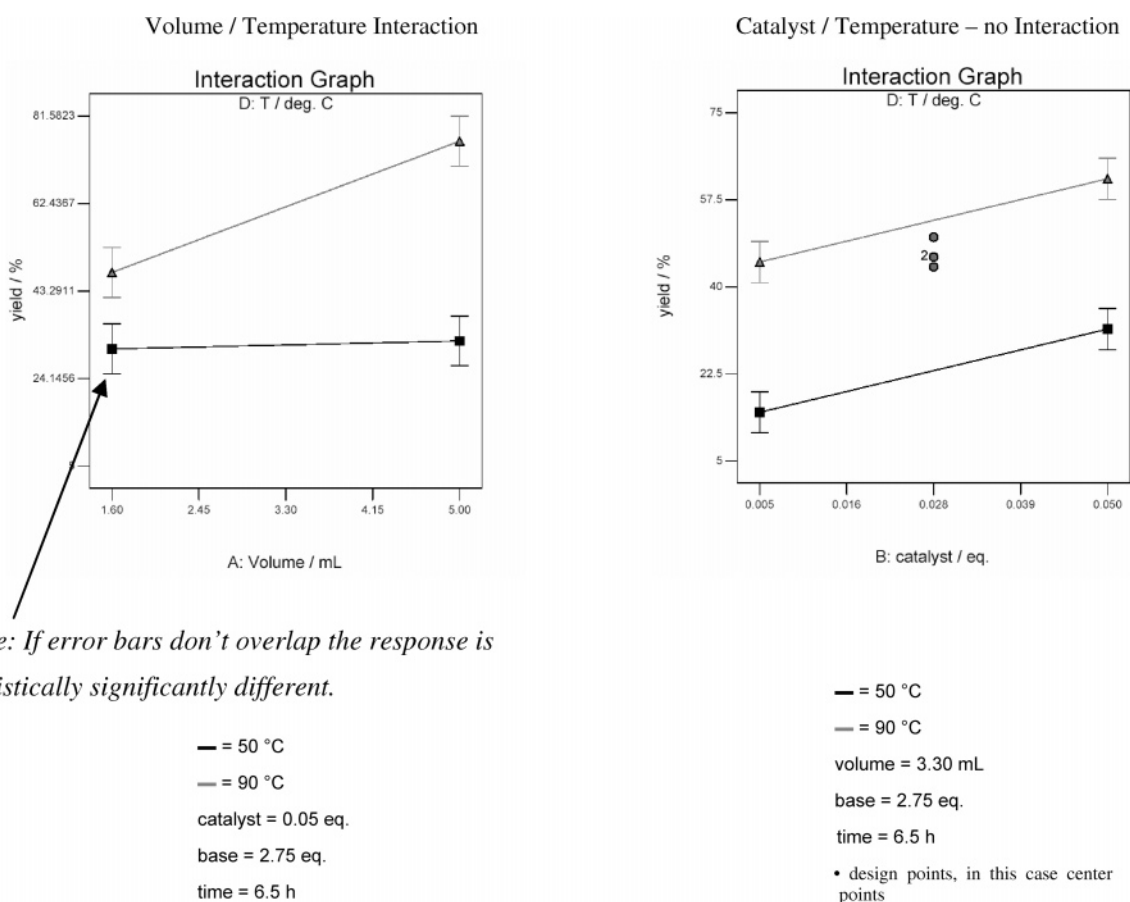 Volume / Temperature Interaction
Interaction Graph
D: T / deg. C
81.5823
62.4367
43.2911
24.1456
yield / %
1.60
2.45
3.30
4.15
5.00
A: Volume / mL
e: If error bars don’t overlap the response is
istically significantly different.
= 50 °C
= 90 °C
catalyst = 0.05 eq.
base = 2.75 eq.
time = 6.5 h
Catalyst / Temperature – no Interaction
Interaction Graph
D: T / deg. C
75
57.5
40
22.5
5
yield / %
2
0.005
0.016
0.028
0.039
0.050
B: catalyst / eq.
= 50 °C
= 90 °C
volume = 3.30 mL
base = 2.75 eq.
time = 6.5 h
• design points, in this case center
points